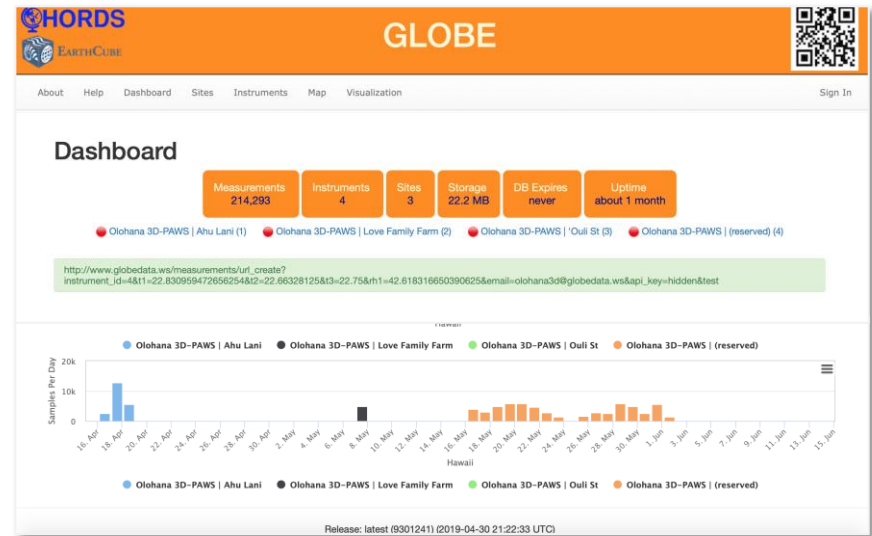 CHORDS
EARTHCUBE
GLOBE
About Help Dashboard Sites Instruments Map Visualization Sign In
Dashboard
Measurements Instruments Sites Storage DB Expires Uptime
214,293 4 3 22.2 MB never about 1 month
Olohana 3D-PAWS | Ahu Lani (1) Olohana 3D-PAWS | Love Family Farm (2) Olohana 3D-PAWS | 'Ouli St (3) Olohana 3D-PAWS | (reserved) (4)
http://www.globedata.ws/measurements/url_create?
instrument_id=4&t1=22.830959472656254&t2=22.66328125&t3=22.75&rh1=42.618316650390625&email=olohana3d@globedata.ws&api_key=hidden&test
Hawaii
Olohana 3D-PAWS | Ahu Lani Olohana 3D-PAWS | Love Family Farm Olohana 3D-PAWS | Ouli St Olohana 3D-PAWS | (reserved)
Samples Per Day
20k
10k
0
16. Apr 18. Apr 20. Apr 22. Apr 24. Apr 26. Apr 28. Apr 30. Apr 2. May 4. May 6. May 8. May 10. May 12. May 14. May 16. May 18. May 20. May 22. May 24. May 26. May 28. May 30. May 1. Jun 3. Jun 5. Jun 7. Jun 9. Jun 11. Jun 13. Jun 15. Jun
Hawaii
Olohana 3D-PAWS | Ahu Lani Olohana 3D-PAWS | Love Family Farm Olohana 3D-PAWS | Ouli St Olohana 3D-PAWS | (reserved)
Release: latest (9301241) (2019-04-30 21:22:33 UTC)